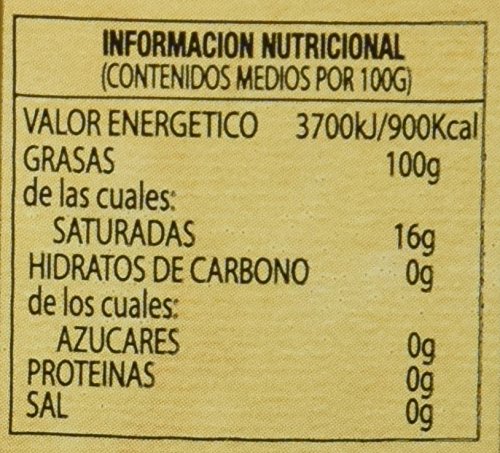 INFORMACION NUTRICIONAL
(CONTENIDOS MEDIOS POR 100G)
VALOR ENERGETICO 3700kJ/900Kcal
GRASAS 100g
de las cuales:
SATURADAS 16g
HIDRATOS DE CARBONO 0g
de los cuales:
AZUCARES 0g
PROTEINAS 0g
SAL 0g